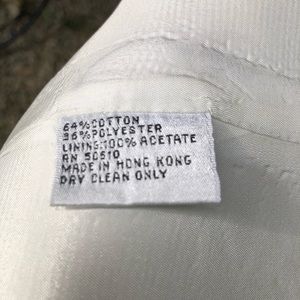 64% COTTON
36% POLYESTER
LINING:100% ACETATE
RN 50610
MADE IN HONG KONG
DRY CLEAN ONLY